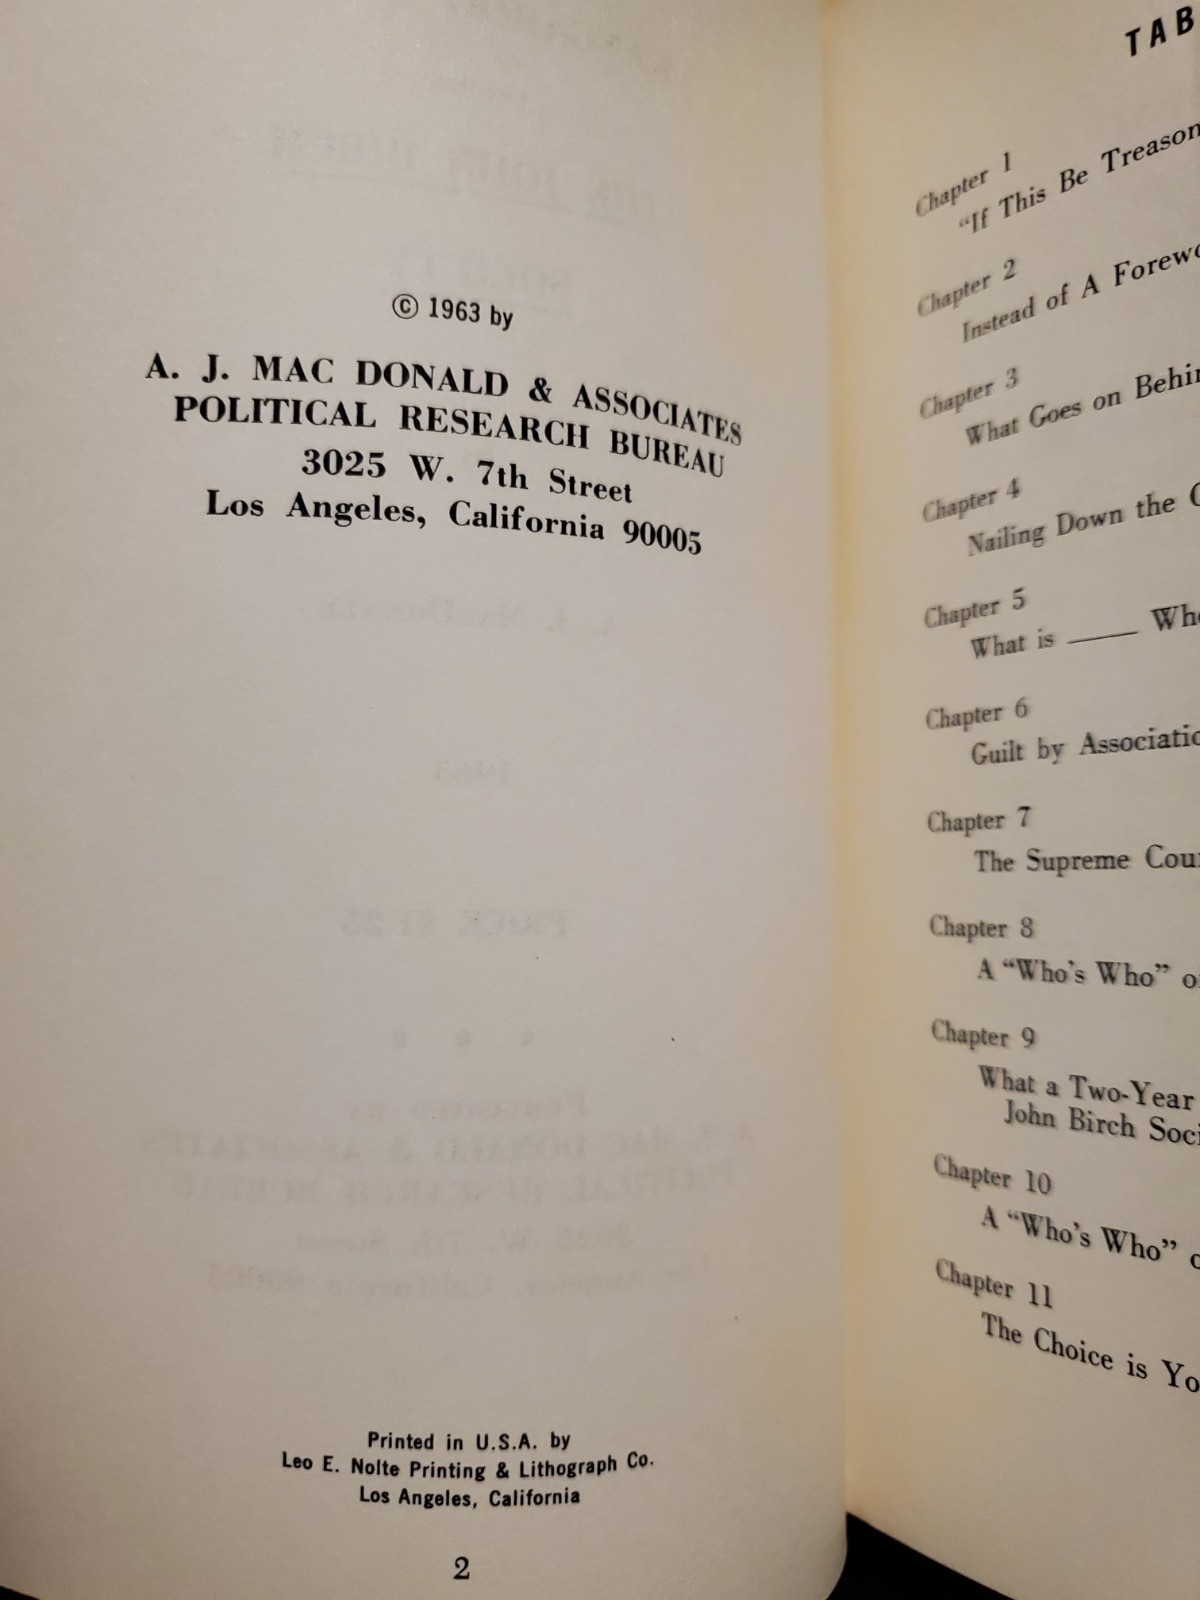 © 1963 by
A. J. MAC DONALD & ASSOCIATES
POLITICAL RESEARCH BUREAU
3025 W. 7th Street
Los Angeles, California 90005
Printed in U.S.A. by
Leo E. Nolte Printing & Lithograph Co.
Los Angeles, California
2
TAB
Chapter 1
"If This Be Treason
Chapter 2
Instead of A Forewo
Chapter 3
What Goes on Behin
Chapter 4
Nailing Down the
Chapter 5
What is ____ Whe
Chapter 6
Guilt by Associatio
Chapter 7
The Supreme Cou
Chapter 8
A "Who's Who" o
Chapter 9
What a Two-Year
John Birch Soci
Chapter 10
A "Who's Who" o
Chapter 11
The Choice is Yo